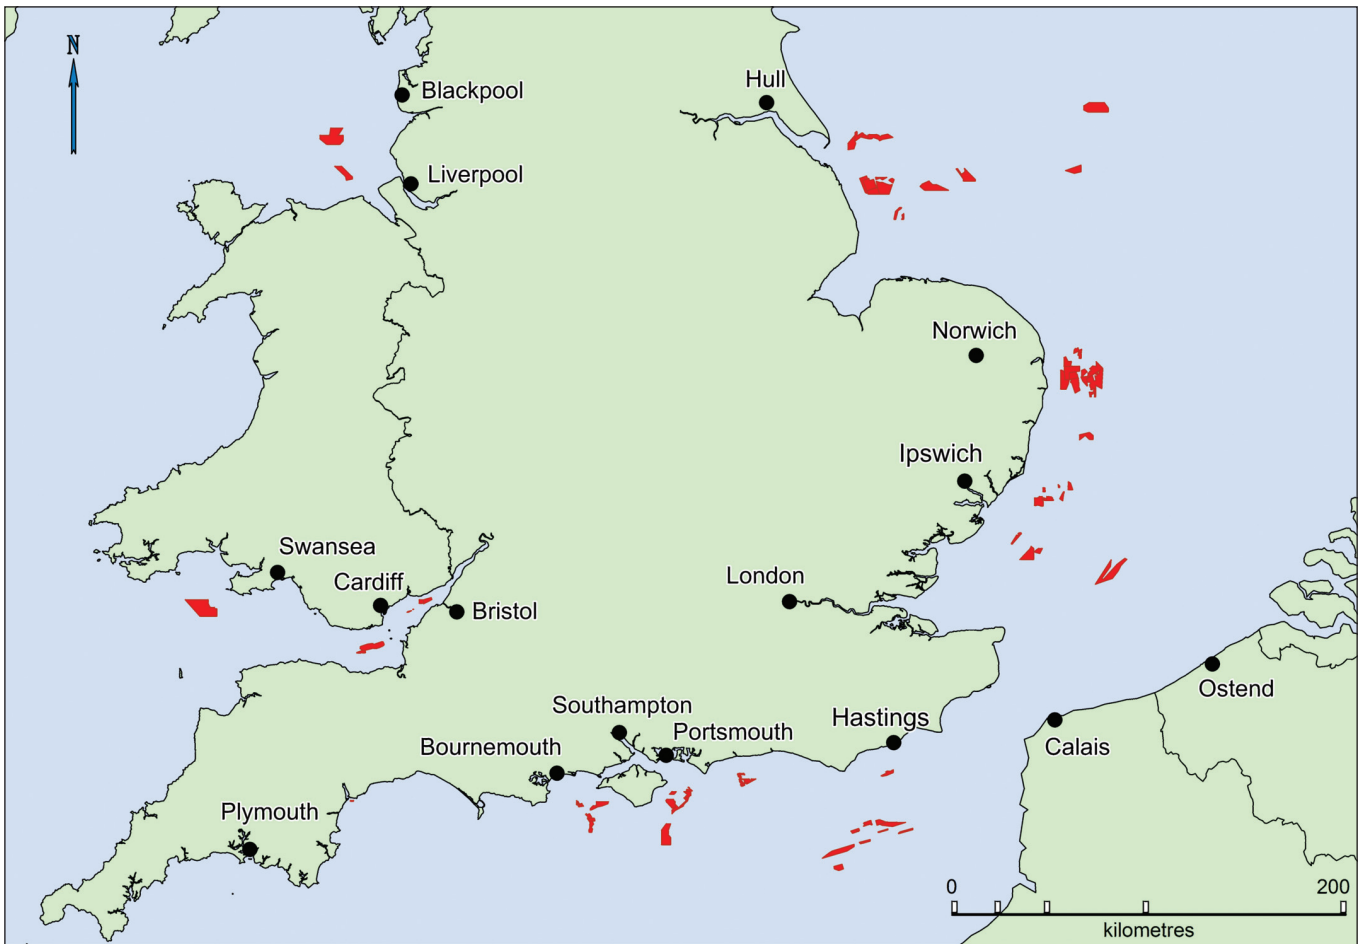 N
Blackpool
Hull
Liverpool
Norwich
Ipswich
Swansea
Cardiff
London
Bristol
Ostend
Southampton
Portsmouth
Hastings
Bournemouth
Calais
Plymouth
0 200
kilometres